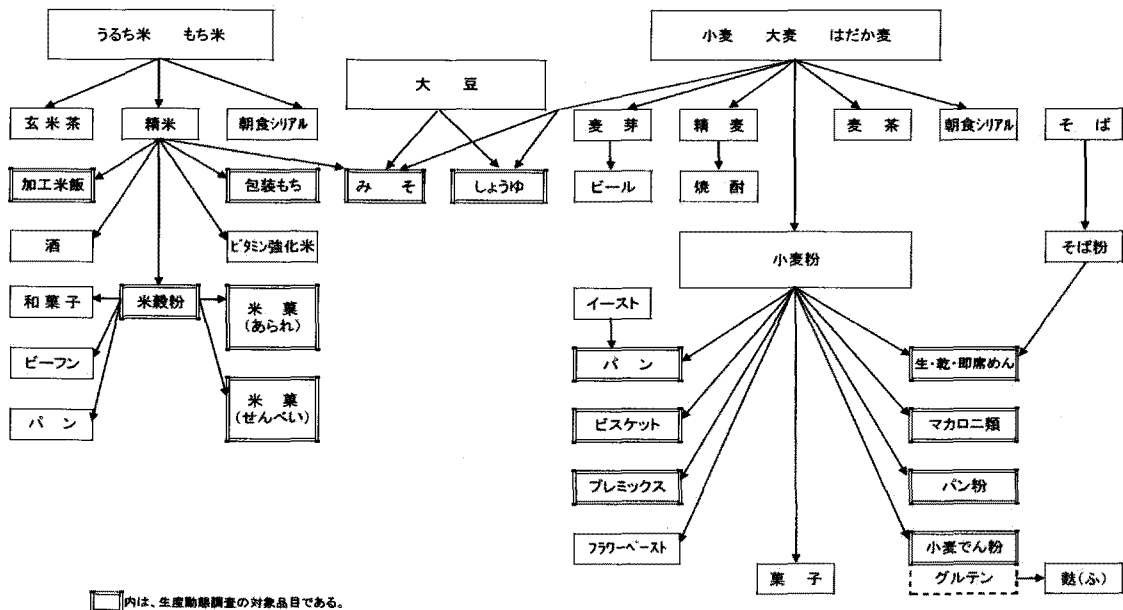 うるち米 もち米
小麦 大麦 はだか麦
大 豆
玄 米 茶
精 米
朝食シリアル
麦 芽
精 麦
麦 茶
朝食シリアル
そ ば
加工米飯
包装もち
み そ
しょうゆ
ビール
焼 酎
酒
ビタミン強化米
小麦粉
そば粉
和 菓 子
米穀粉
米 菓
(あられ)
イースト
ビーフン
パ ン
生・乾・即席めん
パ ン
米 菓
(せんべい)
ビスケット
マカロニ類
プレミックス
パン粉
フラワーペースト
菓 子
小麦でん粉
グルテン
麩(ふ)
内は、生産動態調査の対象品目である。